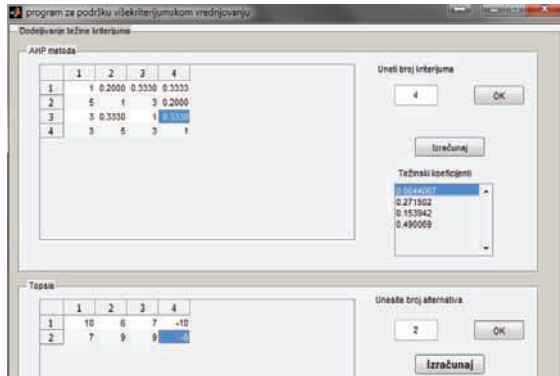 program za podršku višekriterijumskom vrednjovanju
Dodeljivanje težine kriterijuma
AHP metoda
1 2 3 4
1 1 0.2000 0.3330 0.3333
2 5 1 3 0.2000
3 3 0.3330 1 0.3330
4 3 5 3 1
Uneti broj kriterijuma
4 OK
Izračunaj
Težinski koeficijenti
0.0844067
0.271502
0.153942
0.490069
Topsis
1 2 3 4
1 10 6 7 -10
2 7 9 9 -6
Unesite broj alternativa
2 OK
Izračunaj